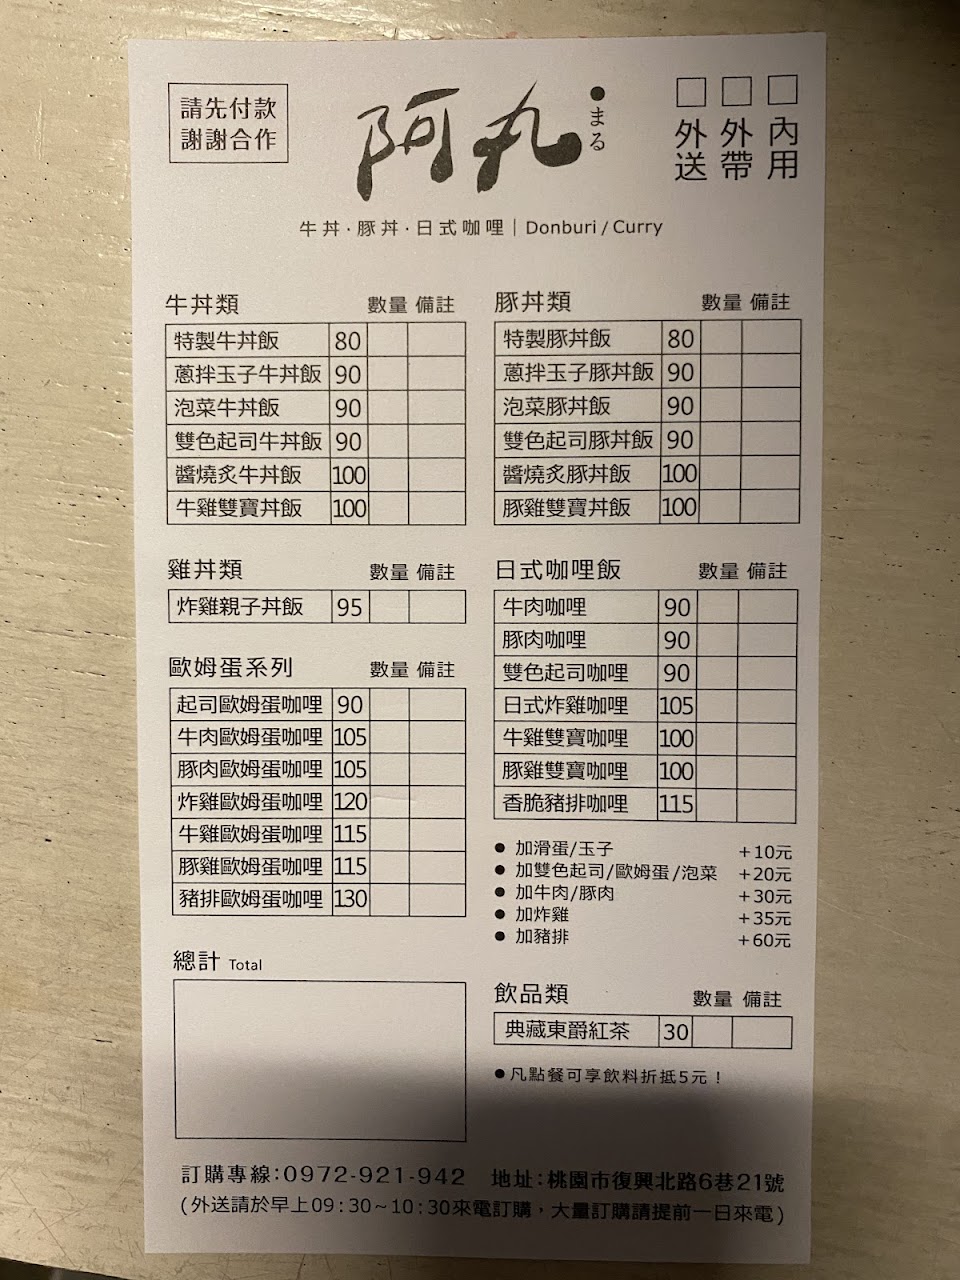 請先付款
謝謝合作
阿丸
まる
外送
外帶
內用
牛丼·豚丼·日式咖哩｜Donburi / Curry
牛丼類 數量 備註
特製牛丼飯 80
蔥拌玉子牛丼飯 90
泡菜牛丼飯 90
雙色起司牛丼飯 90
醬燒炙牛丼飯 100
牛雞雙寶丼飯 100
豚丼類 數量 備註
特製豚丼飯 80
蔥拌玉子豚丼飯 90
泡菜豚丼飯 90
雙色起司豚丼飯 90
醬燒炙豚丼飯 100
豚雞雙寶丼飯 100
雞丼類 數量 備註
炸雞親子丼飯 95
歐姆蛋系列 數量 備註
起司歐姆蛋咖哩 90
牛肉歐姆蛋咖哩 105
豚肉歐姆蛋咖哩 105
炸雞歐姆蛋咖哩 120
牛雞歐姆蛋咖哩 115
豚雞歐姆蛋咖哩 115
豬排歐姆蛋咖哩 130
日式咖哩飯 數量 備註
牛肉咖哩 90
豚肉咖哩 90
雙色起司咖哩 90
日式炸雞咖哩 105
牛雞雙寶咖哩 100
豚雞雙寶咖哩 100
香脆豬排咖哩 115
● 加滑蛋/玉子 +10元
● 加雙色起司/歐姆蛋/泡菜 +20元
● 加牛肉/豚肉 +30元
● 加炸雞 +35元
● 加豬排 +60元
總計 Total
飲品類 數量 備註
典藏東爵紅茶 30
●凡點餐可享飲料折抵5元！
訂購專線:0972-921-942 地址:桃園市復興北路6巷21號
(外送請於早上09:30~10:30來電訂購，大量訂購請提前一日來電)